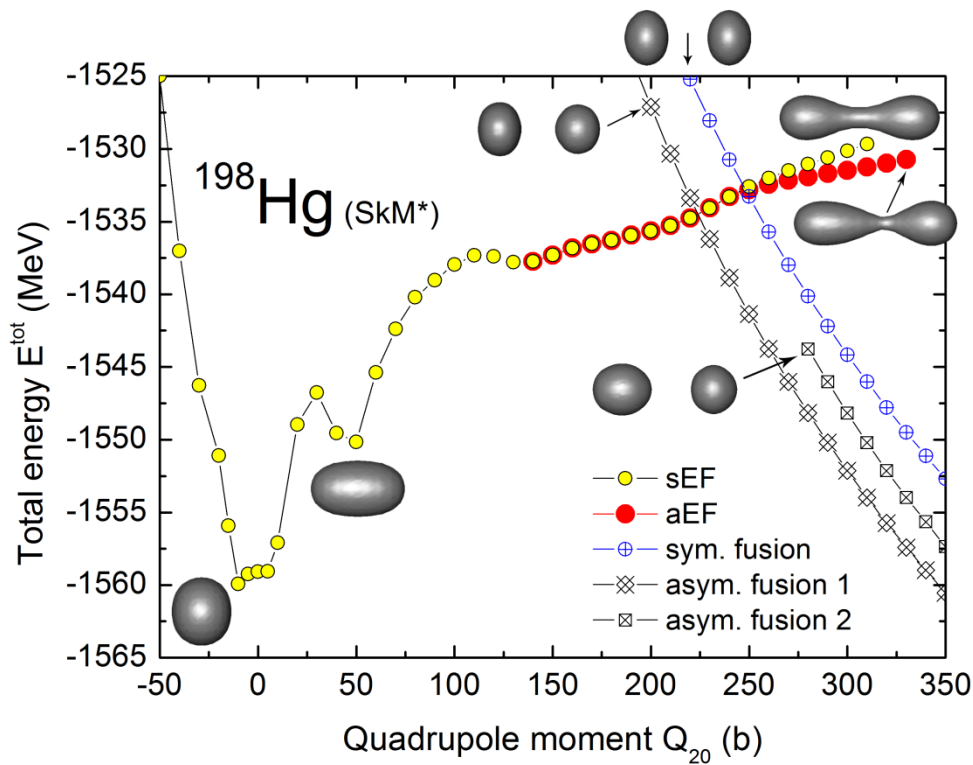 -1525
-1530
-1535
-1540
-1545
-1550
-1555
-1560
-1565
Total energy E^tot (MeV)
198Hg (SkM*)
sEF
aEF
sym. fusion
asym. fusion 1
asym. fusion 2
-50 0 50 100 150 200 250 300 350
Quadrupole moment Q20 (b)